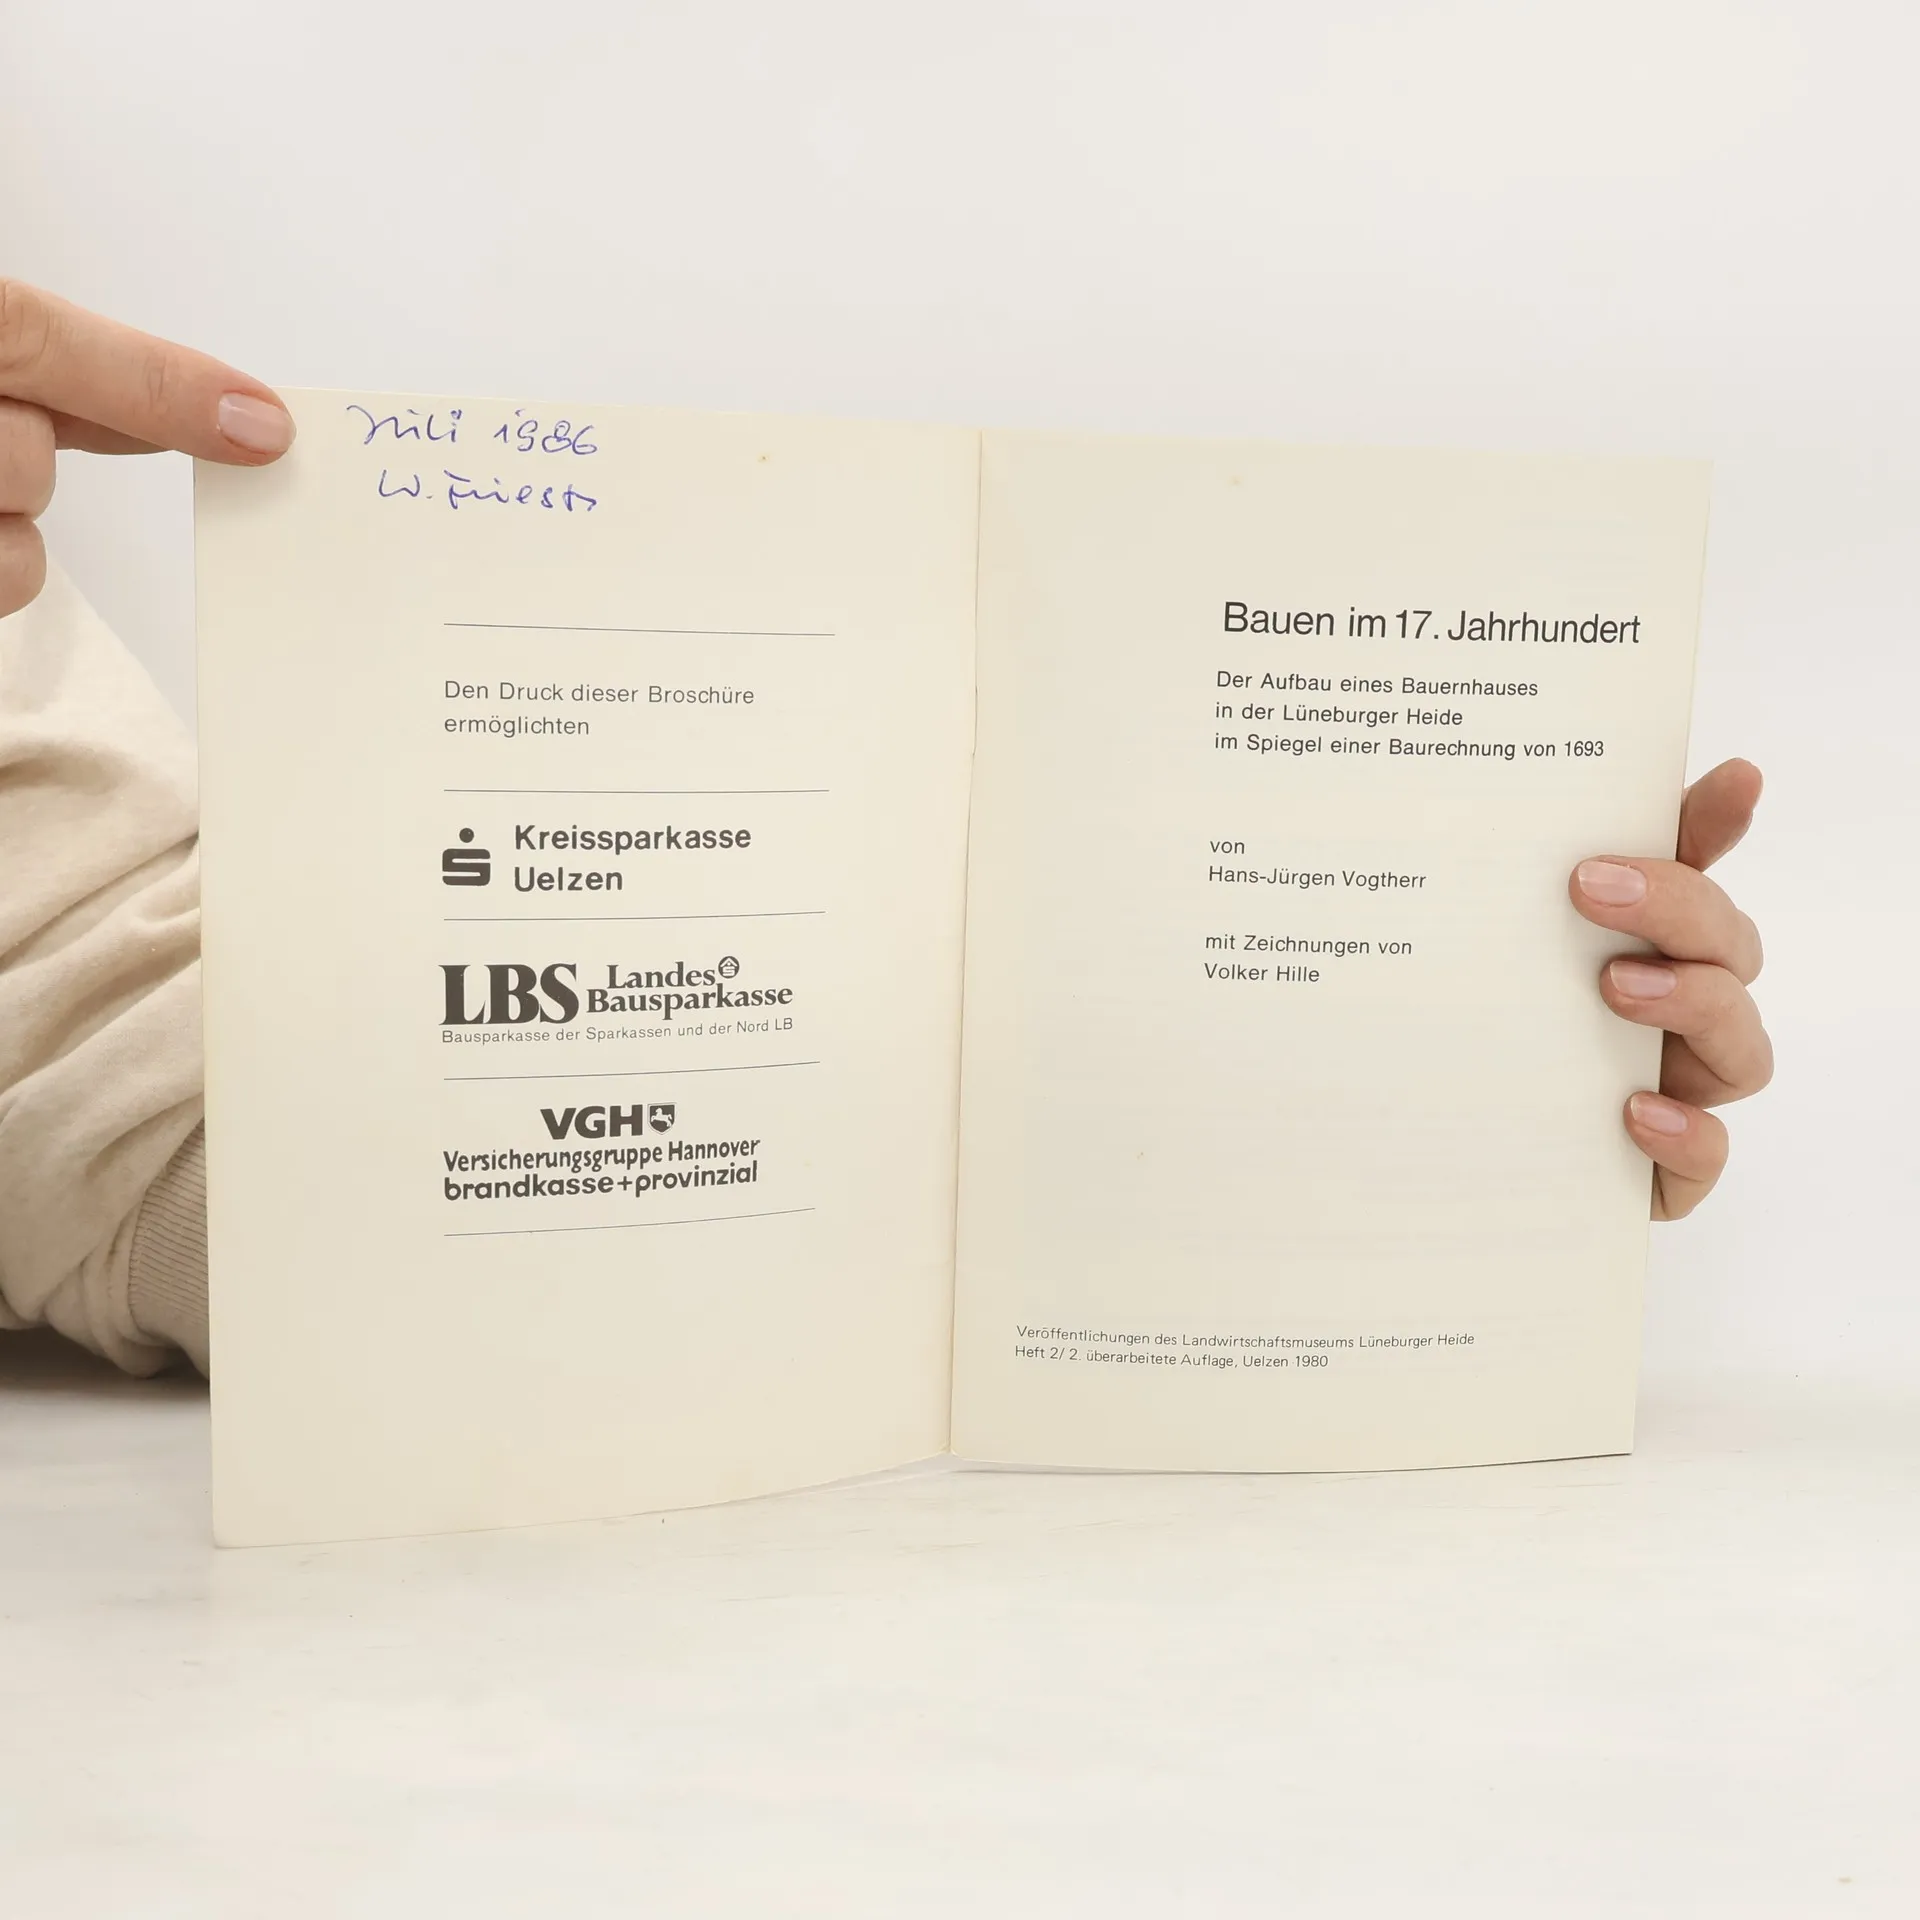 Juli 1986
W.
Den Druck dieser Broschüre
ermöglichten
Kreissparkasse
Uelzen
LBS Landes
Bausparkasse
Bausparkasse der Sparkassen und der Nord LB
VGH
Versicherungsgruppe Hannover
brandkasse+provinzial
Bauen im 17. Jahrhundert
Der Aufbau eines Bauernhauses
in der Lüneburger Heide
im Spiegel einer Baurechnung von 1693
von
Hans-Jürgen Vogtherr
mit Zeichnungen von
Volker Hille
Veröffentlichungen des Landwirtschaftsmuseums Lüneburger Heide
Heft 2/ 2. überarbeitete Auflage, Uelzen 1980